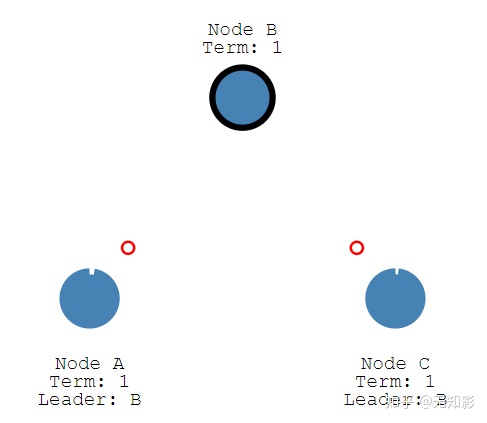 Node B
Term: 1
Node A
Term: 1
Leader: B
Node C
Term: 1
Leader: B
知乎 @无知影